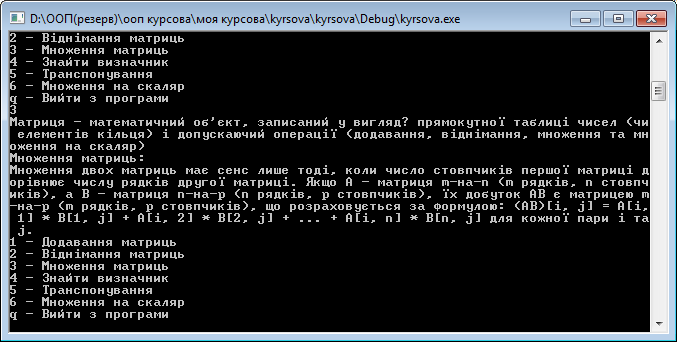 D:\ООП(резерв)\ооп курсова\моя курсова\kyrsova\kyrsova\Debug\kyrsova.exe
2 - Віднімання матриць
3 - Множення матриць
4 - Знайти визначник
5 - Транспонування
6 - Множення на скаляр
q - Вийти з програми
3
Матриця - математичний об'єкт, записаний у вигляд? прямокутної таблиці чисел (чи
 елементів кільця) і допускаючий операції (додавання, віднімання, множення та мн
оження на скаляр)
Множення матриць:
Множення двох матриць має сенс лише тоді, коли число стовпчиків першої матриці д
орівнює числу рядків другої матриці. Якщо A - матриця m-на-n (m рядків, n стовпч
иків), а B - матриця n-на-p (n рядків, p стовпчиків), їх добуток AB є матрицею m
-на-p (m рядків, p стовпчиків), що розраховується за формулою: (AB)[i, j] = A[i,
 1] * B[1, j] + A[i, 2] * B[2, j] + ... + A[i, n] * B[n, j] для кожної пари i та
 j.
1 - Додавання матриць
2 - Віднімання матриць
3 - Множення матриць
4 - Знайти визначник
5 - Транспонування
6 - Множення на скаляр
q - Вийти з програми